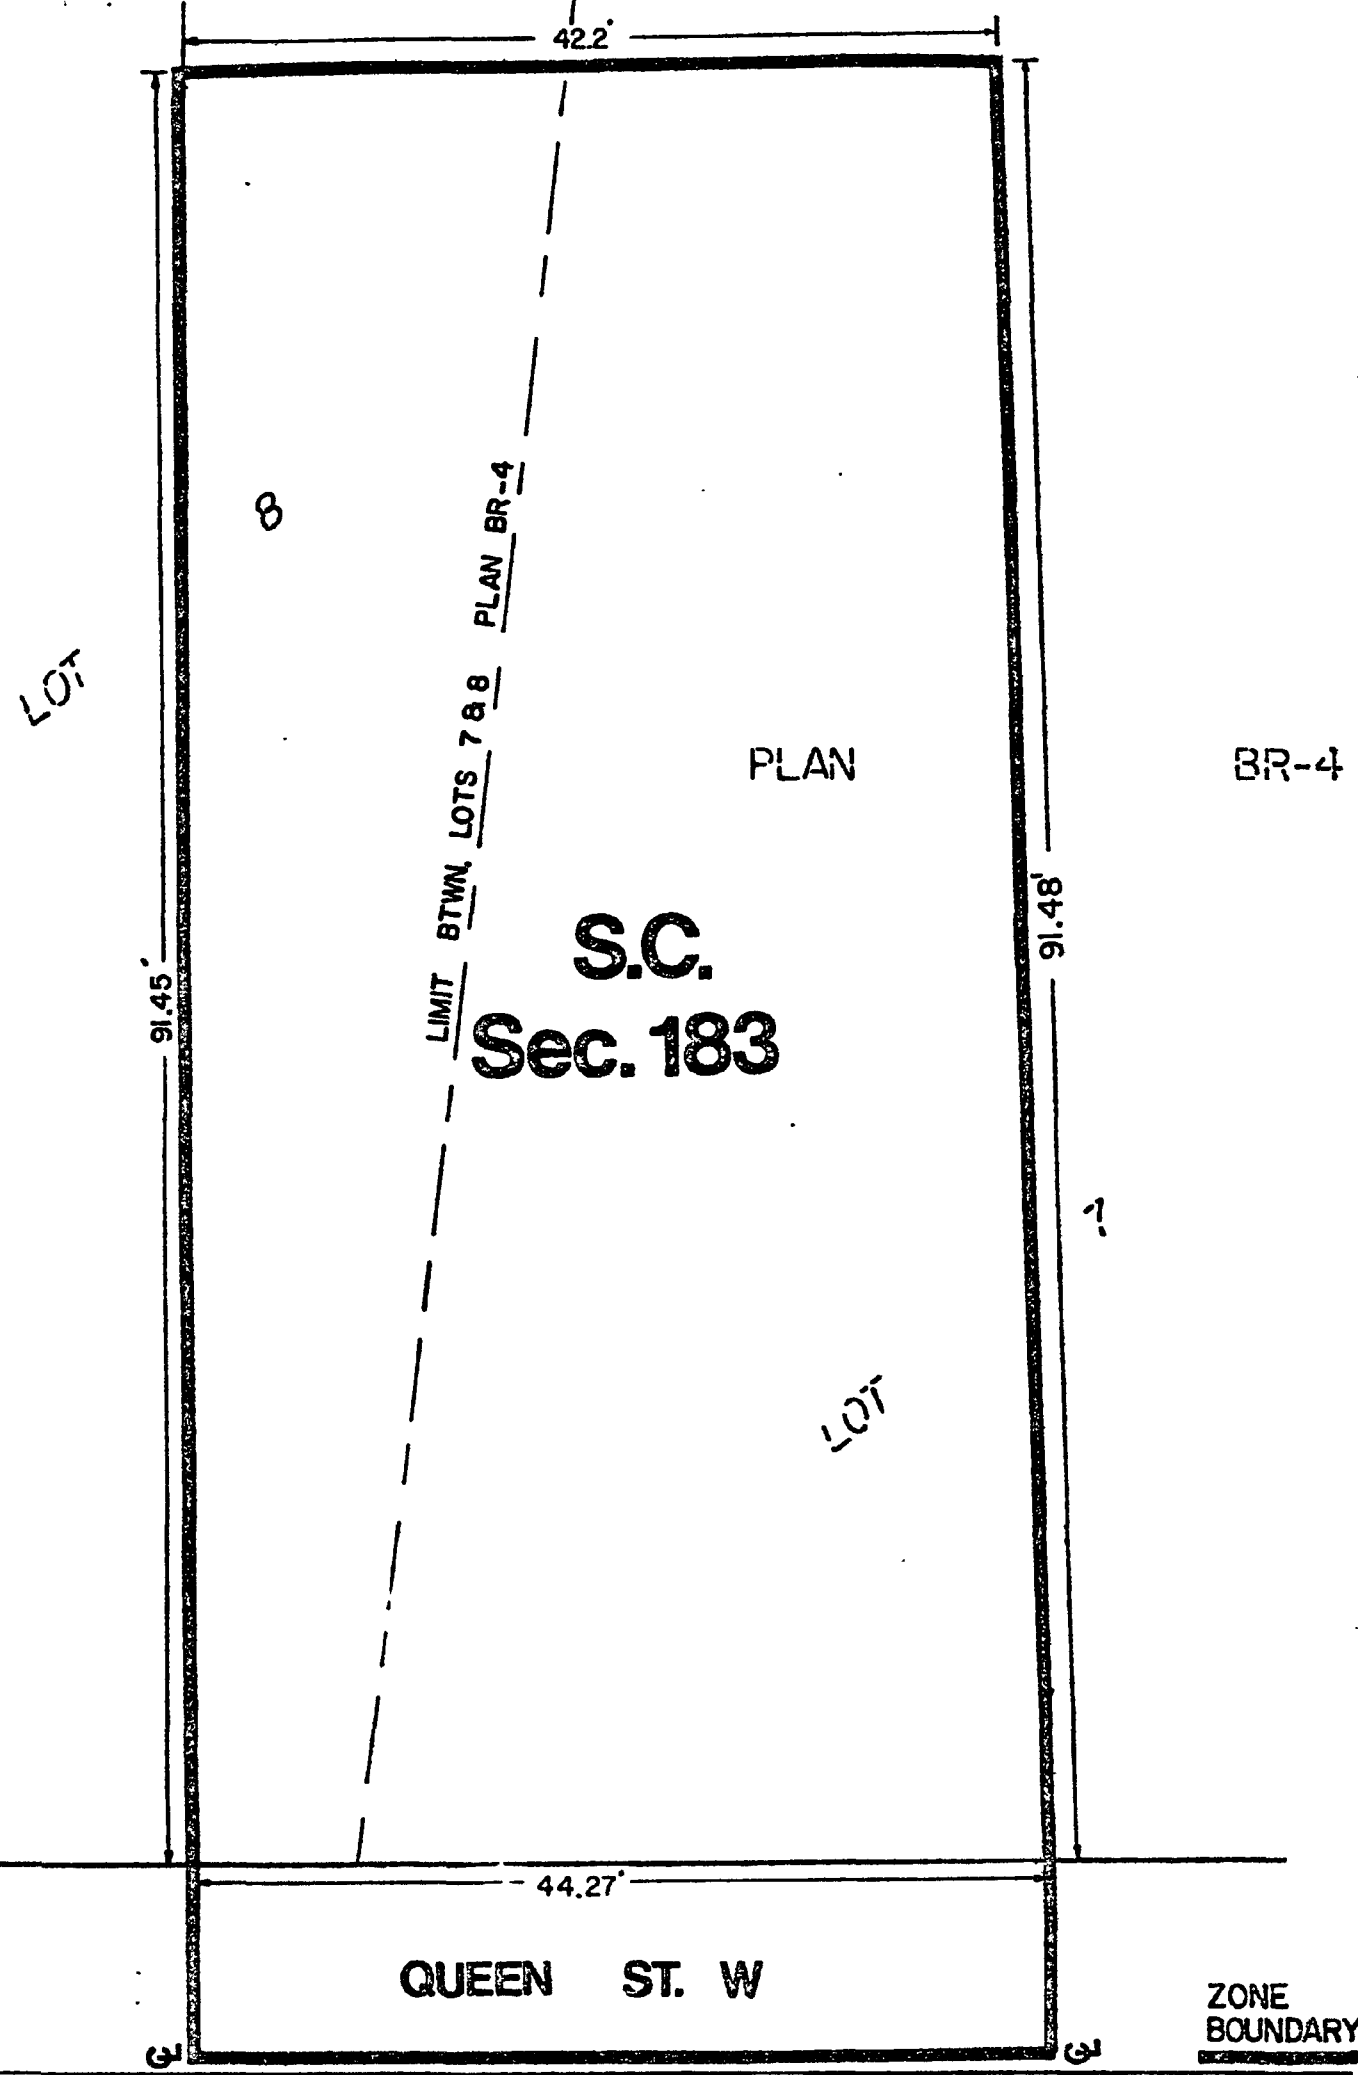 42.2'
8
LIMIT BTWN. LOTS 7 & 8 PLAN BR-4
LOT
PLAN BR-4
91.48'
S.C.
91.45'
Sec. 183
7
LOT
44.27'
QUEEN ST. W
ZONE
BOUNDARY